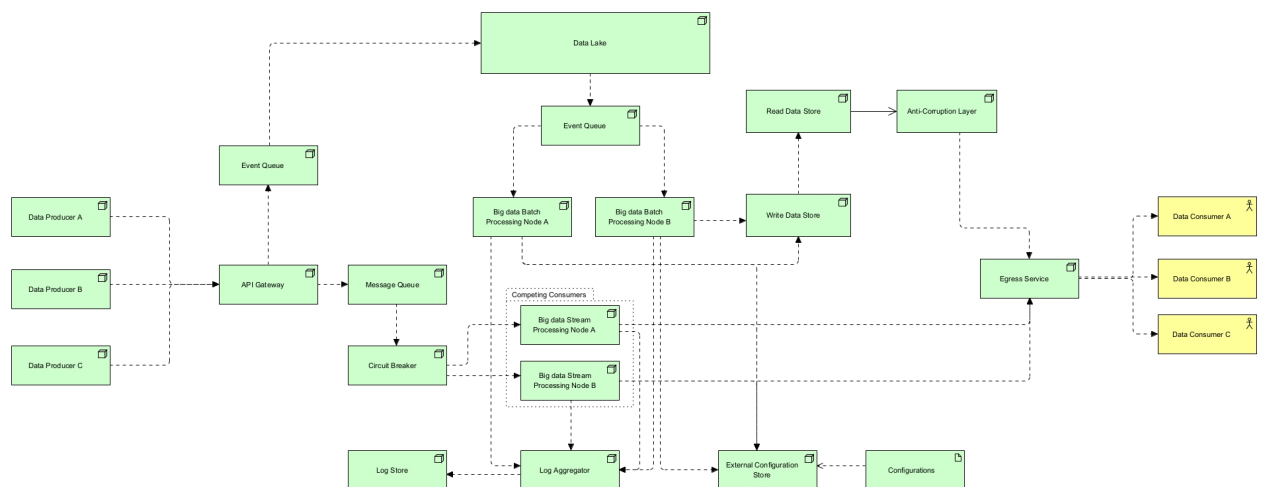 Data Lake
Event Queue
Read Data Store
Anti-Corruption Layer
Event Queue
Data Producer A
Big data Batch
Processing Node A
Big data Batch
Processing Node B
Write Data Store
Data Consumer A
Data Producer B
API Gateway
Message Queue
Egress Service
Data Consumer B
Competing Consumers
Big data Stream
Processing Node A
Data Consumer C
Data Producer C
Circuit Breaker
Big data Stream
Processing Node B
Log Store
Log Aggregator
External Configuration
Store
Configurations